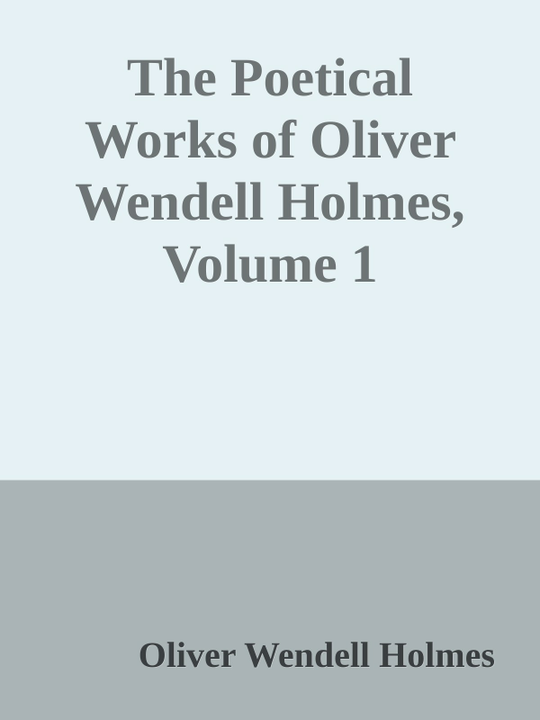 The Poetical
Works of Oliver
Wendell Holmes,
Volume 1
Oliver Wendell Holmes